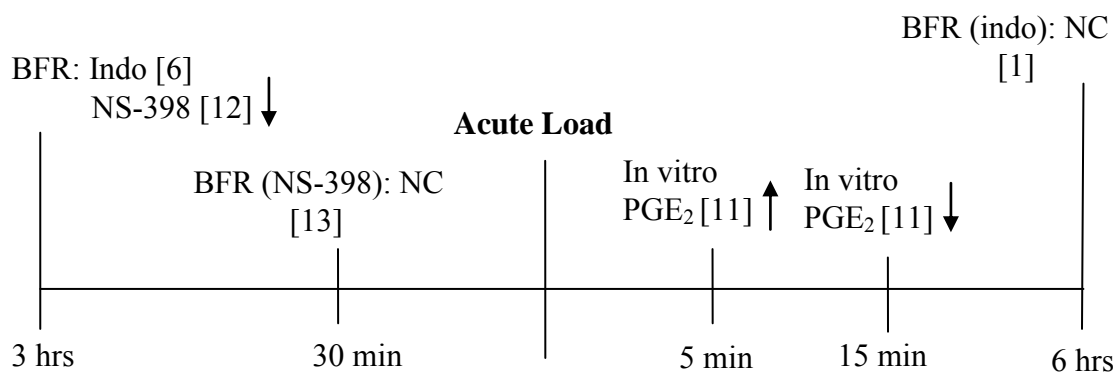 BFR: Indo [6]
NS-398 [12]
BFR (NS-398): NC
[13]
Acute Load
In vitro
PGE₂ [11]
In vitro
PGE₂ [11]
BFR (indo): NC
[1]
3 hrs
30 min
5 min
15 min
6 hrs